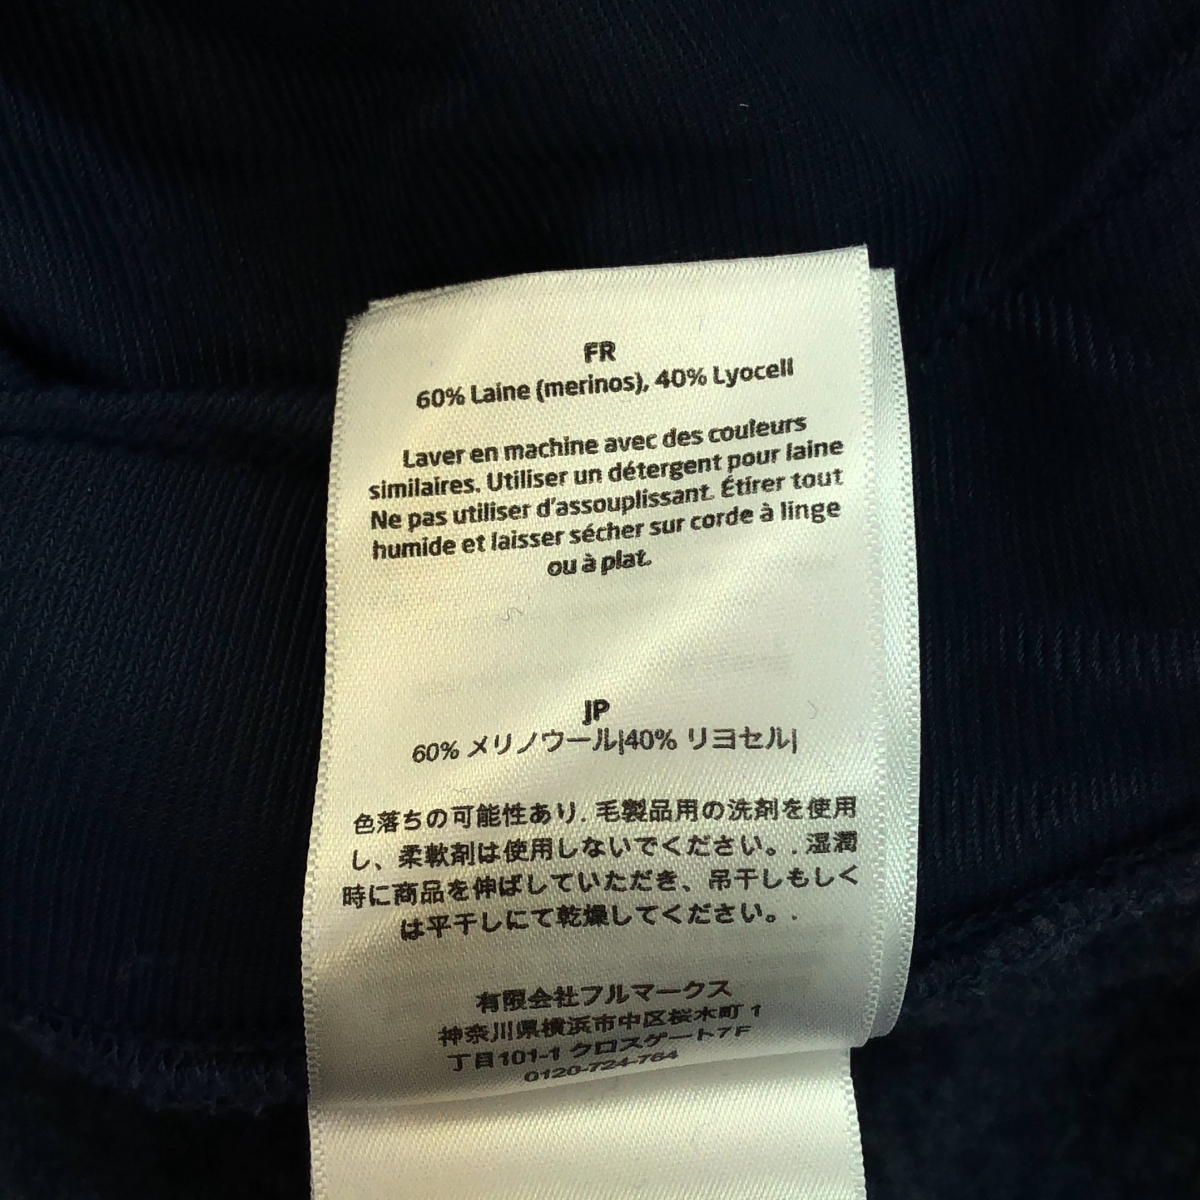 FR
60% Laine (merinos), 40% Lyocell
Laver en machine avec des couleurs
similaires. Utiliser un détergent pour laine
Ne pas utiliser d'assouplissant. Étirer tout
humide et laisser sécher sur corde à linge
ou à plat.
JP
60% メリノウール|40% リヨセル|
色落ちの可能性あり. 毛製品用の洗剤を使用
し、柔軟剤は使用しないでください。. 湿潤
時に商品を伸ばしていただき、吊干しもしく
は平干しにて乾燥してください。.
有限会社フルマークス
神奈川県横浜市中区桜木町 1
丁目101-1 クロスゲート7F
0120-724-764